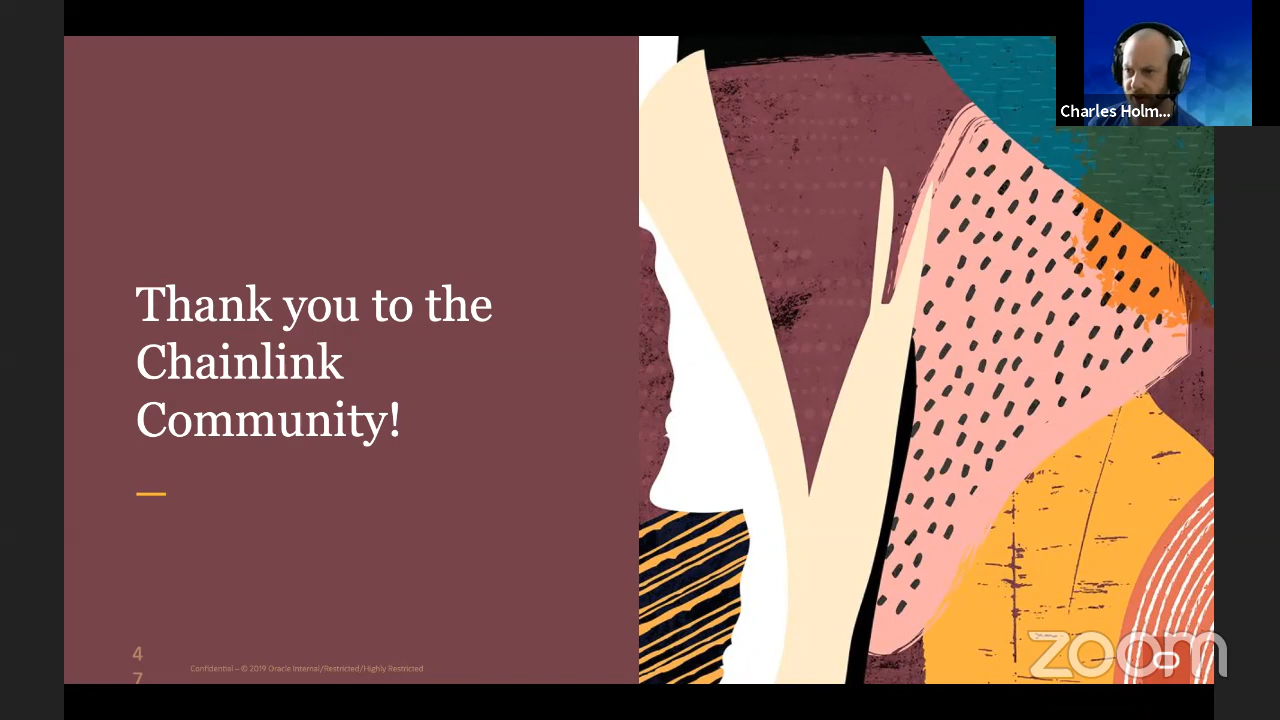 Charles Holm...
Thank you to the
Chainlink
Community!
4
7
Confidential – © 2019 Oracle Internal/Restricted/Highly Restricted
zoom